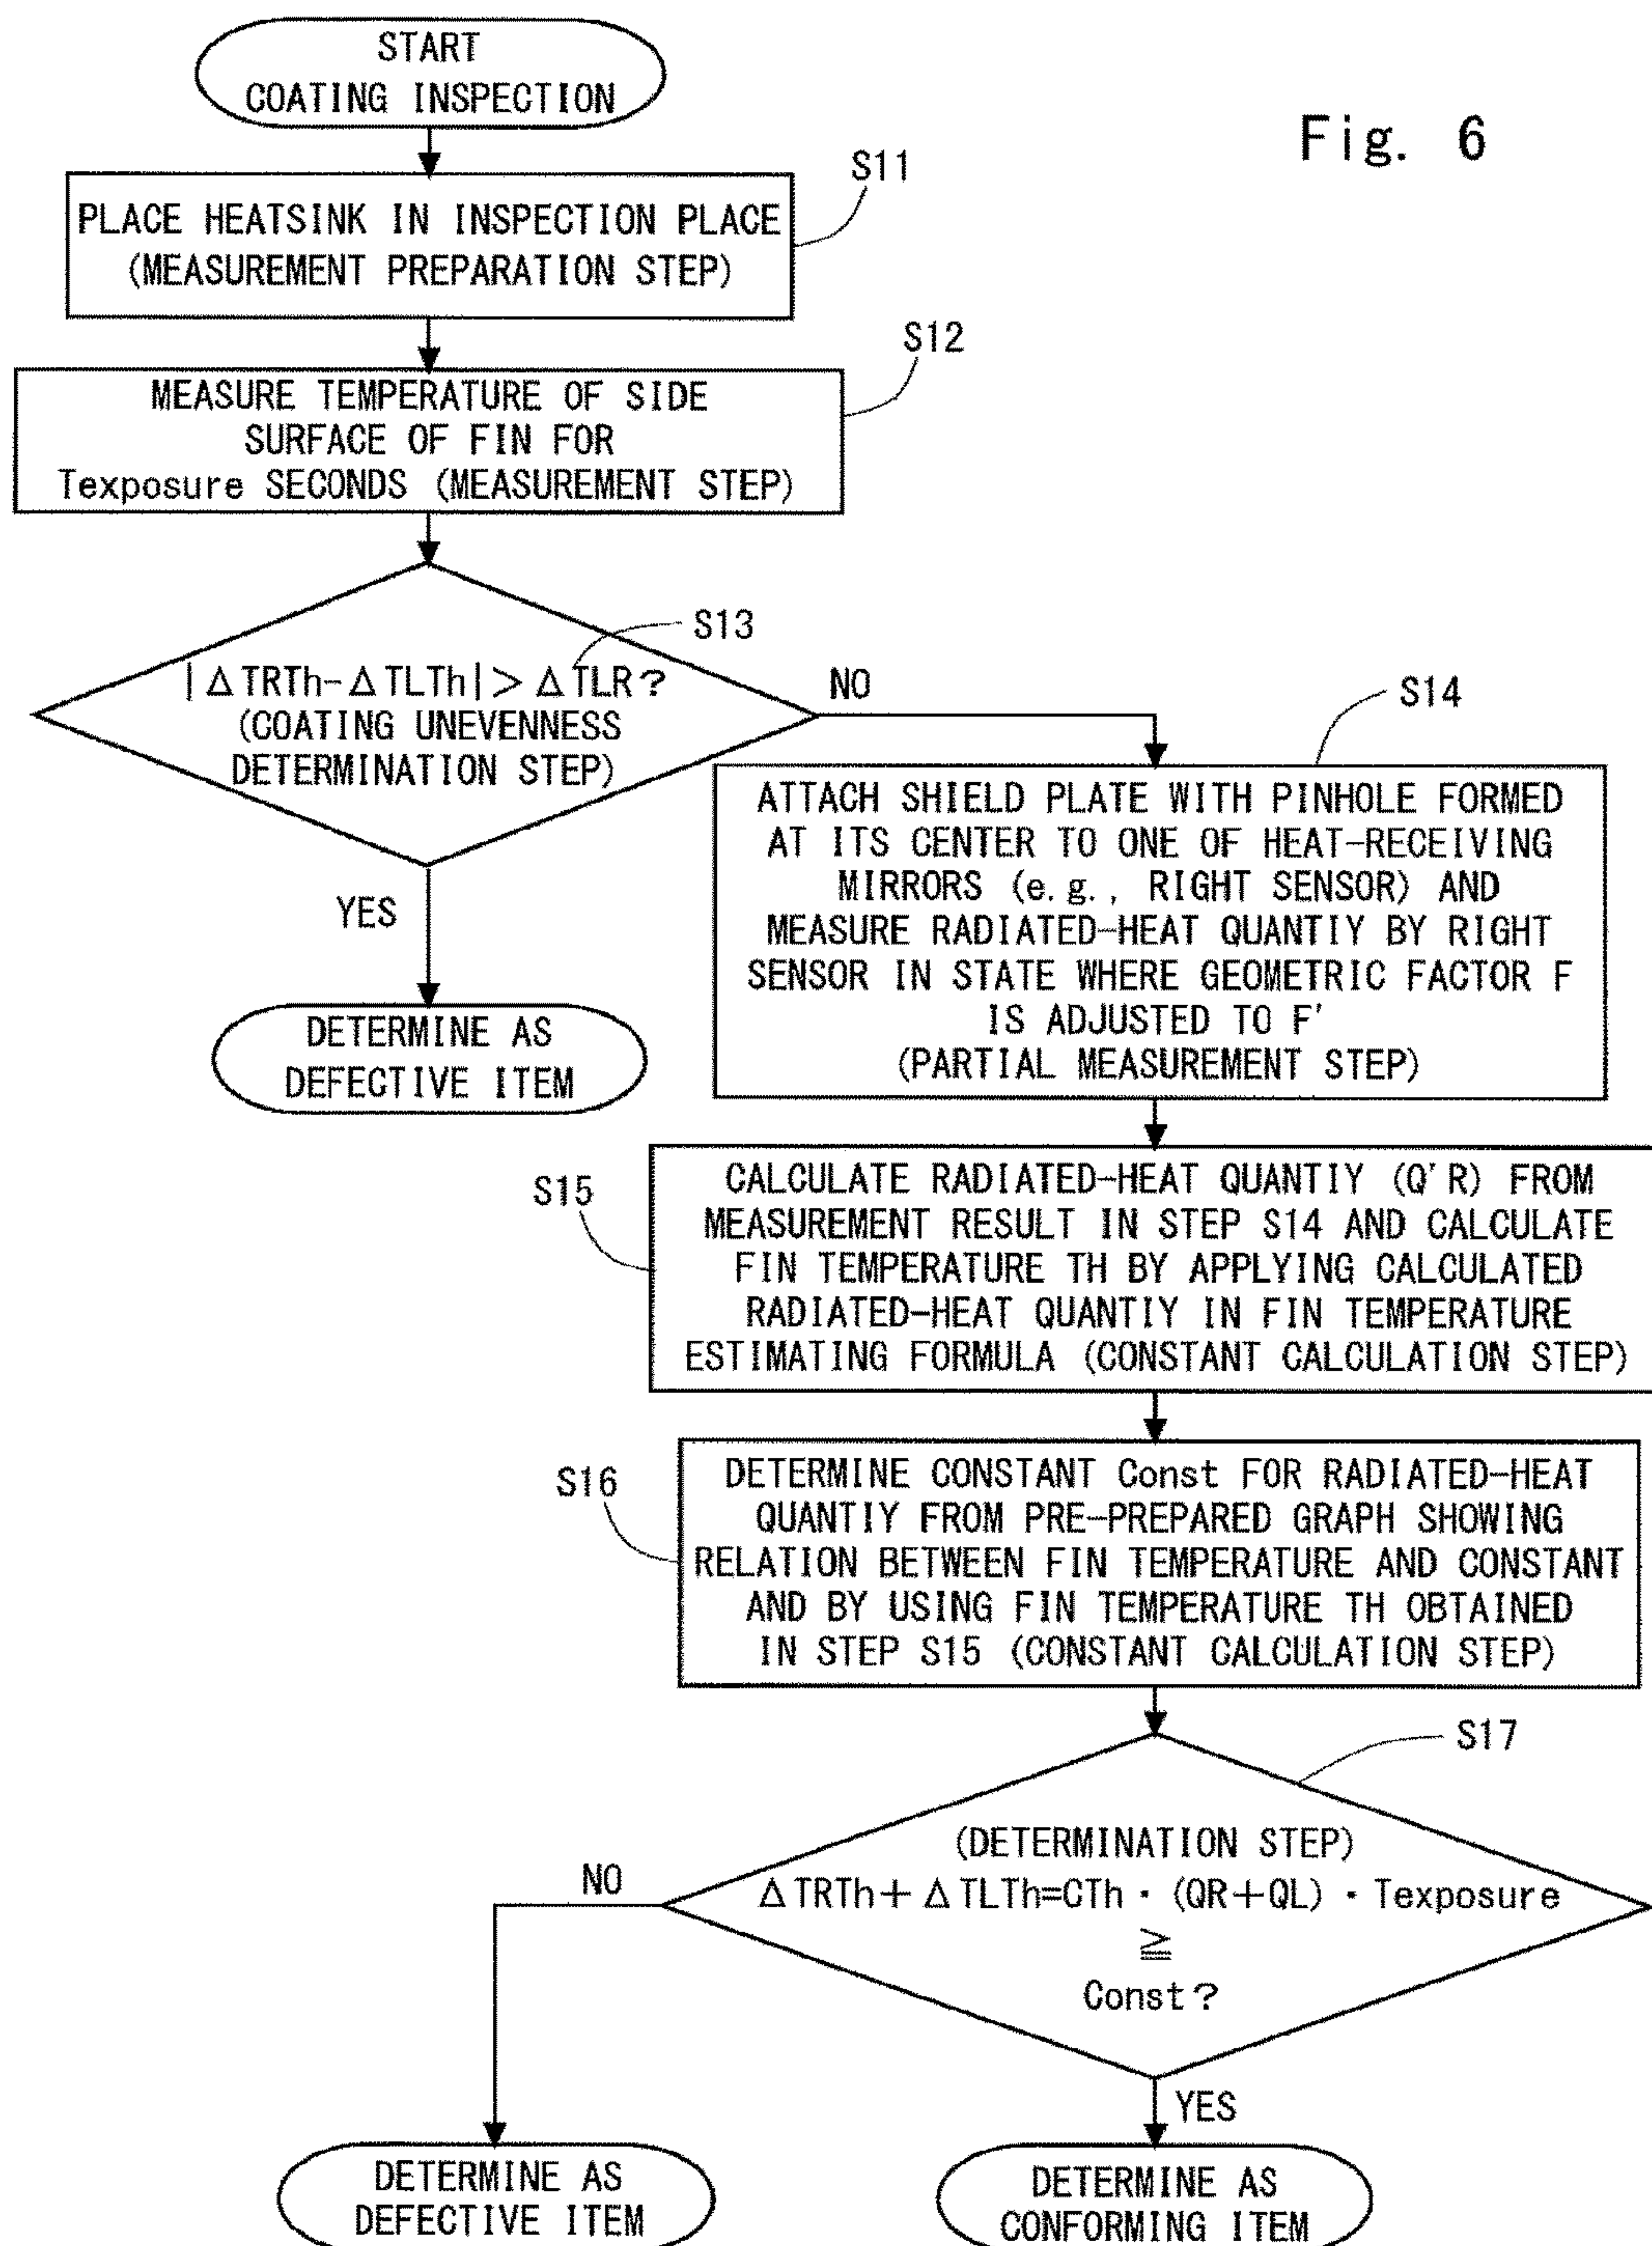 START
COATING INSPECTION
Fig. 6
S11
PLACE HEATSINK IN INSPECTION PLACE
(MEASUREMENT PREPARATION STEP)
S12
MEASURE TEMPERATURE OF SIDE
SURFACE OF FIN FOR
Texposure SECONDS (MEASUREMENT STEP)
S13
|ΔTRTh-ΔTLTh|>ΔTLR?
(COATING UNEVENNESS
DETERMINATION STEP)
NO
YES
DETERMINE AS
DEFECTIVE ITEM
S14
ATTACH SHIELD PLATE WITH PINHOLE FORMED
AT ITS CENTER TO ONE OF HEAT-RECEIVING
MIRRORS (e.g., RIGHT SENSOR) AND
MEASURE RADIATED-HEAT QUANTIY BY RIGHT
SENSOR IN STATE WHERE GEOMETRIC FACTOR F
IS ADJUSTED TO F'
(PARTIAL MEASUREMENT STEP)
S15
CALCULATE RADIATED-HEAT QUANTIY (Q'R) FROM
MEASUREMENT RESULT IN STEP S14 AND CALCULATE
FIN TEMPERATURE TH BY APPLYING CALCULATED
RADIATED-HEAT QUANTIY IN FIN TEMPERATURE
ESTIMATING FORMULA (CONSTANT CALCULATION STEP)
S16
DETERMINE CONSTANT Const FOR RADIATED-HEAT
QUANTIY FROM PRE-PREPARED GRAPH SHOWING
RELATION BETWEEN FIN TEMPERATURE AND CONSTANT
AND BY USING FIN TEMPERATURE TH OBTAINED
IN STEP S15 (CONSTANT CALCULATION STEP)
S17
(DETERMINATION STEP)
ΔTRTh+ΔTLTh=CTh・(QR+QL)・Texposure
≧
Const?
NO
YES
DETERMINE AS
DEFECTIVE ITEM
DETERMINE AS
CONFORMING ITEM